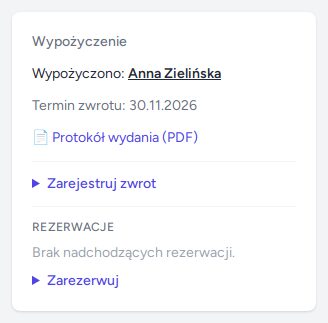 Wypożyczenie
Wypożyczono: Anna Zielińska
Termin zwrotu: 30.11.2026
Protokół wydania (PDF)
Zarejestruj zwrot
REZERWACJE
Brak nadchodzących rezerwacji.
Zarezerwuj